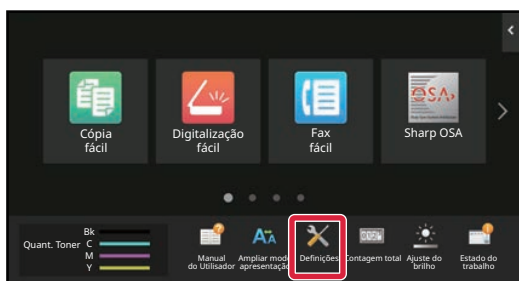 Cópia
fácil
Digitalização
fácil
Fax
fácil
Sharp OSA
Quant. Toner
Bk
C
M
Y
Manual
do Utilisador
Ampliar modo
apresentação
Definições
Contagem total
Ajuste do
brilho
Estado do
trabalho